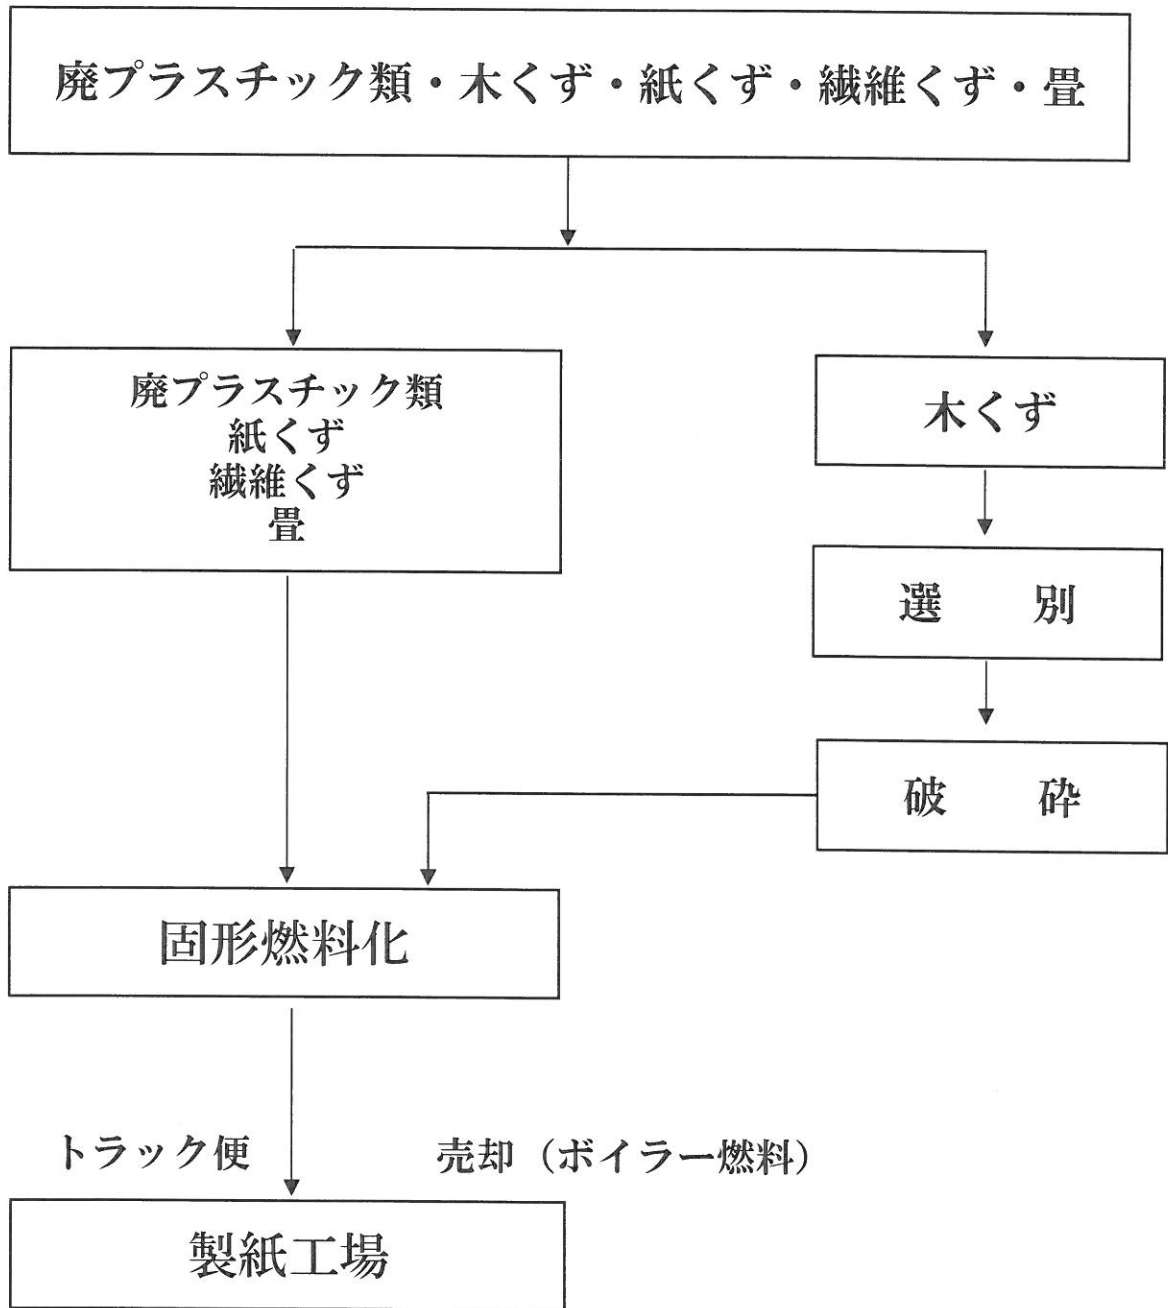 廃プラスチック類・木くず・紙くず・繊維くず・畳
廃プラスチック類
紙くず
繊維くず
畳
木くず
選　別
破　砕
固形燃料化
トラック便
売却（ボイラー燃料）
製紙工場